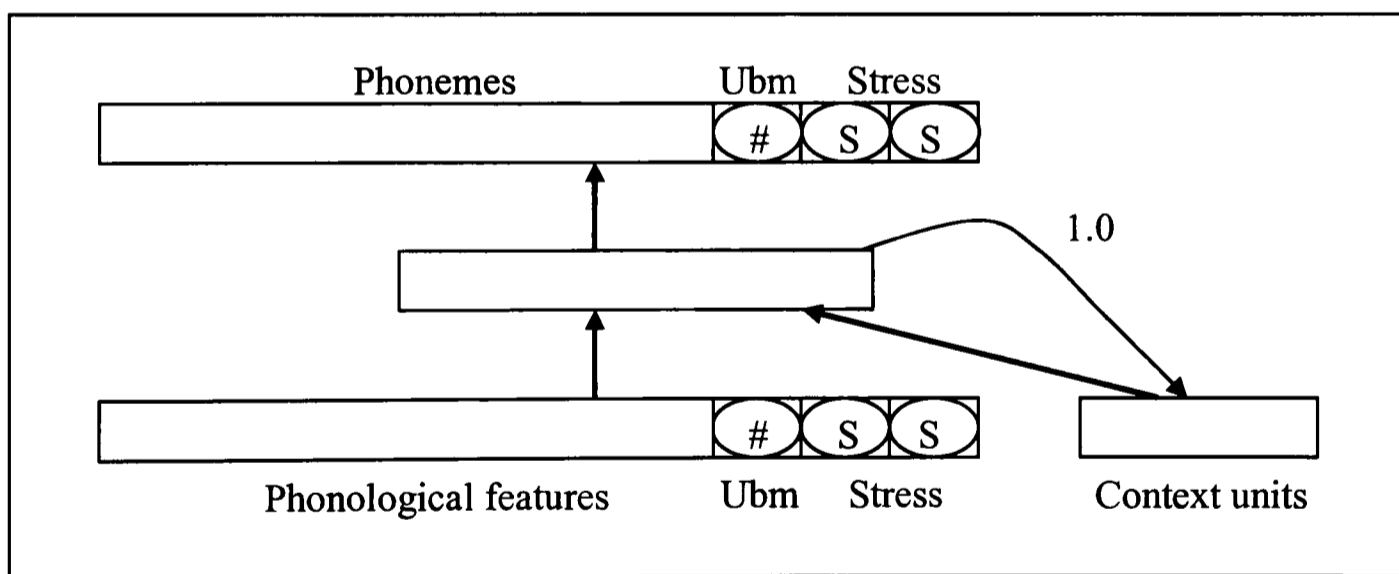 Phonemes Ubm Stress
# S S
1.0
# S S
Phonological features Ubm Stress Context units